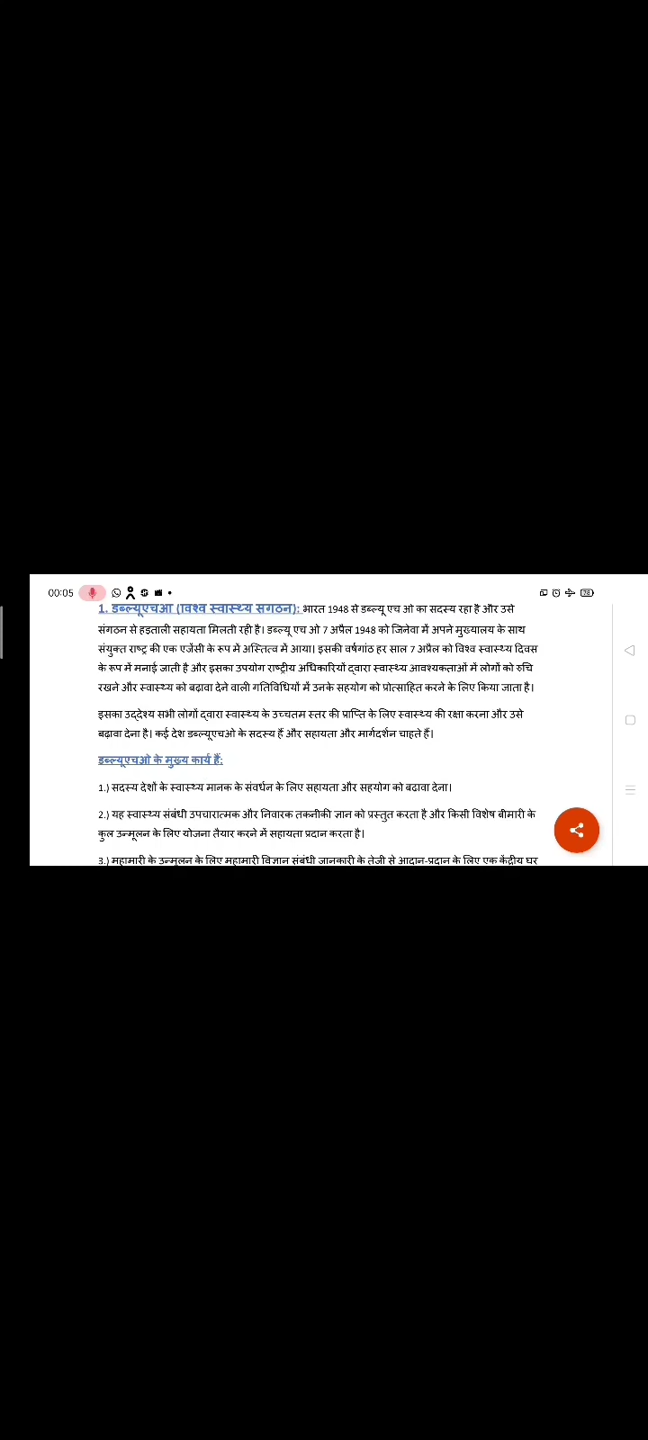 00:05
28
1. डब्ल्यूएचओ (विश्व स्वास्थ्य संगठन): भारत 1948 से डब्ल्यू एच ओ का सदस्य रहा है और उसे
संगठन से हड़ताली सहायता मिलती रही है। डब्ल्यू एच ओ 7 अप्रैल 1948 को जिनेवा में अपने मुख्यालय के साथ
संयुक्त राष्ट्र की एक एजेंसी के रूप में अस्तित्व में आया। इसकी वर्षगांठ हर साल 7 अप्रैल को विश्व स्वास्थ्य दिवस
के रूप में मनाई जाती है और इसका उपयोग राष्ट्रीय अधिकारियों द्वारा स्वास्थ्य आवश्यकताओं में लोगों को रुचि
रखने और स्वास्थ्य को बढ़ावा देने वाली गतिविधियों में उनके सहयोग को प्रोत्साहित करने के लिए किया जाता है।
इसका उद्देश्य सभी लोगों द्वारा स्वास्थ्य के उच्चतम स्तर की प्राप्ति के लिए स्वास्थ्य की रक्षा करना और उसे
बढ़ावा देना है। कई देश डब्ल्यूएचओ के सदस्य हैं और सहायता और मार्गदर्शन चाहते हैं।
डब्ल्यूएचओ के मुख्य कार्य हैं:
1.) सदस्य देशों के स्वास्थ्य मानक के संवर्धन के लिए सहायता और सहयोग को बढावा देना।
2.) यह स्वास्थ्य संबंधी उपचारात्मक और निवारक तकनीकी ज्ञान को प्रस्तुत करता है और किसी विशेष बीमारी के
कुल उन्मूलन के लिए योजना तैयार करने में सहायता प्रदान करता है।
3.) महामारी के उन्मूलन के लिए महामारी विज्ञान संबंधी जानकारी के तेजी से आदान-प्रदान के लिए एक केंद्रीय घर